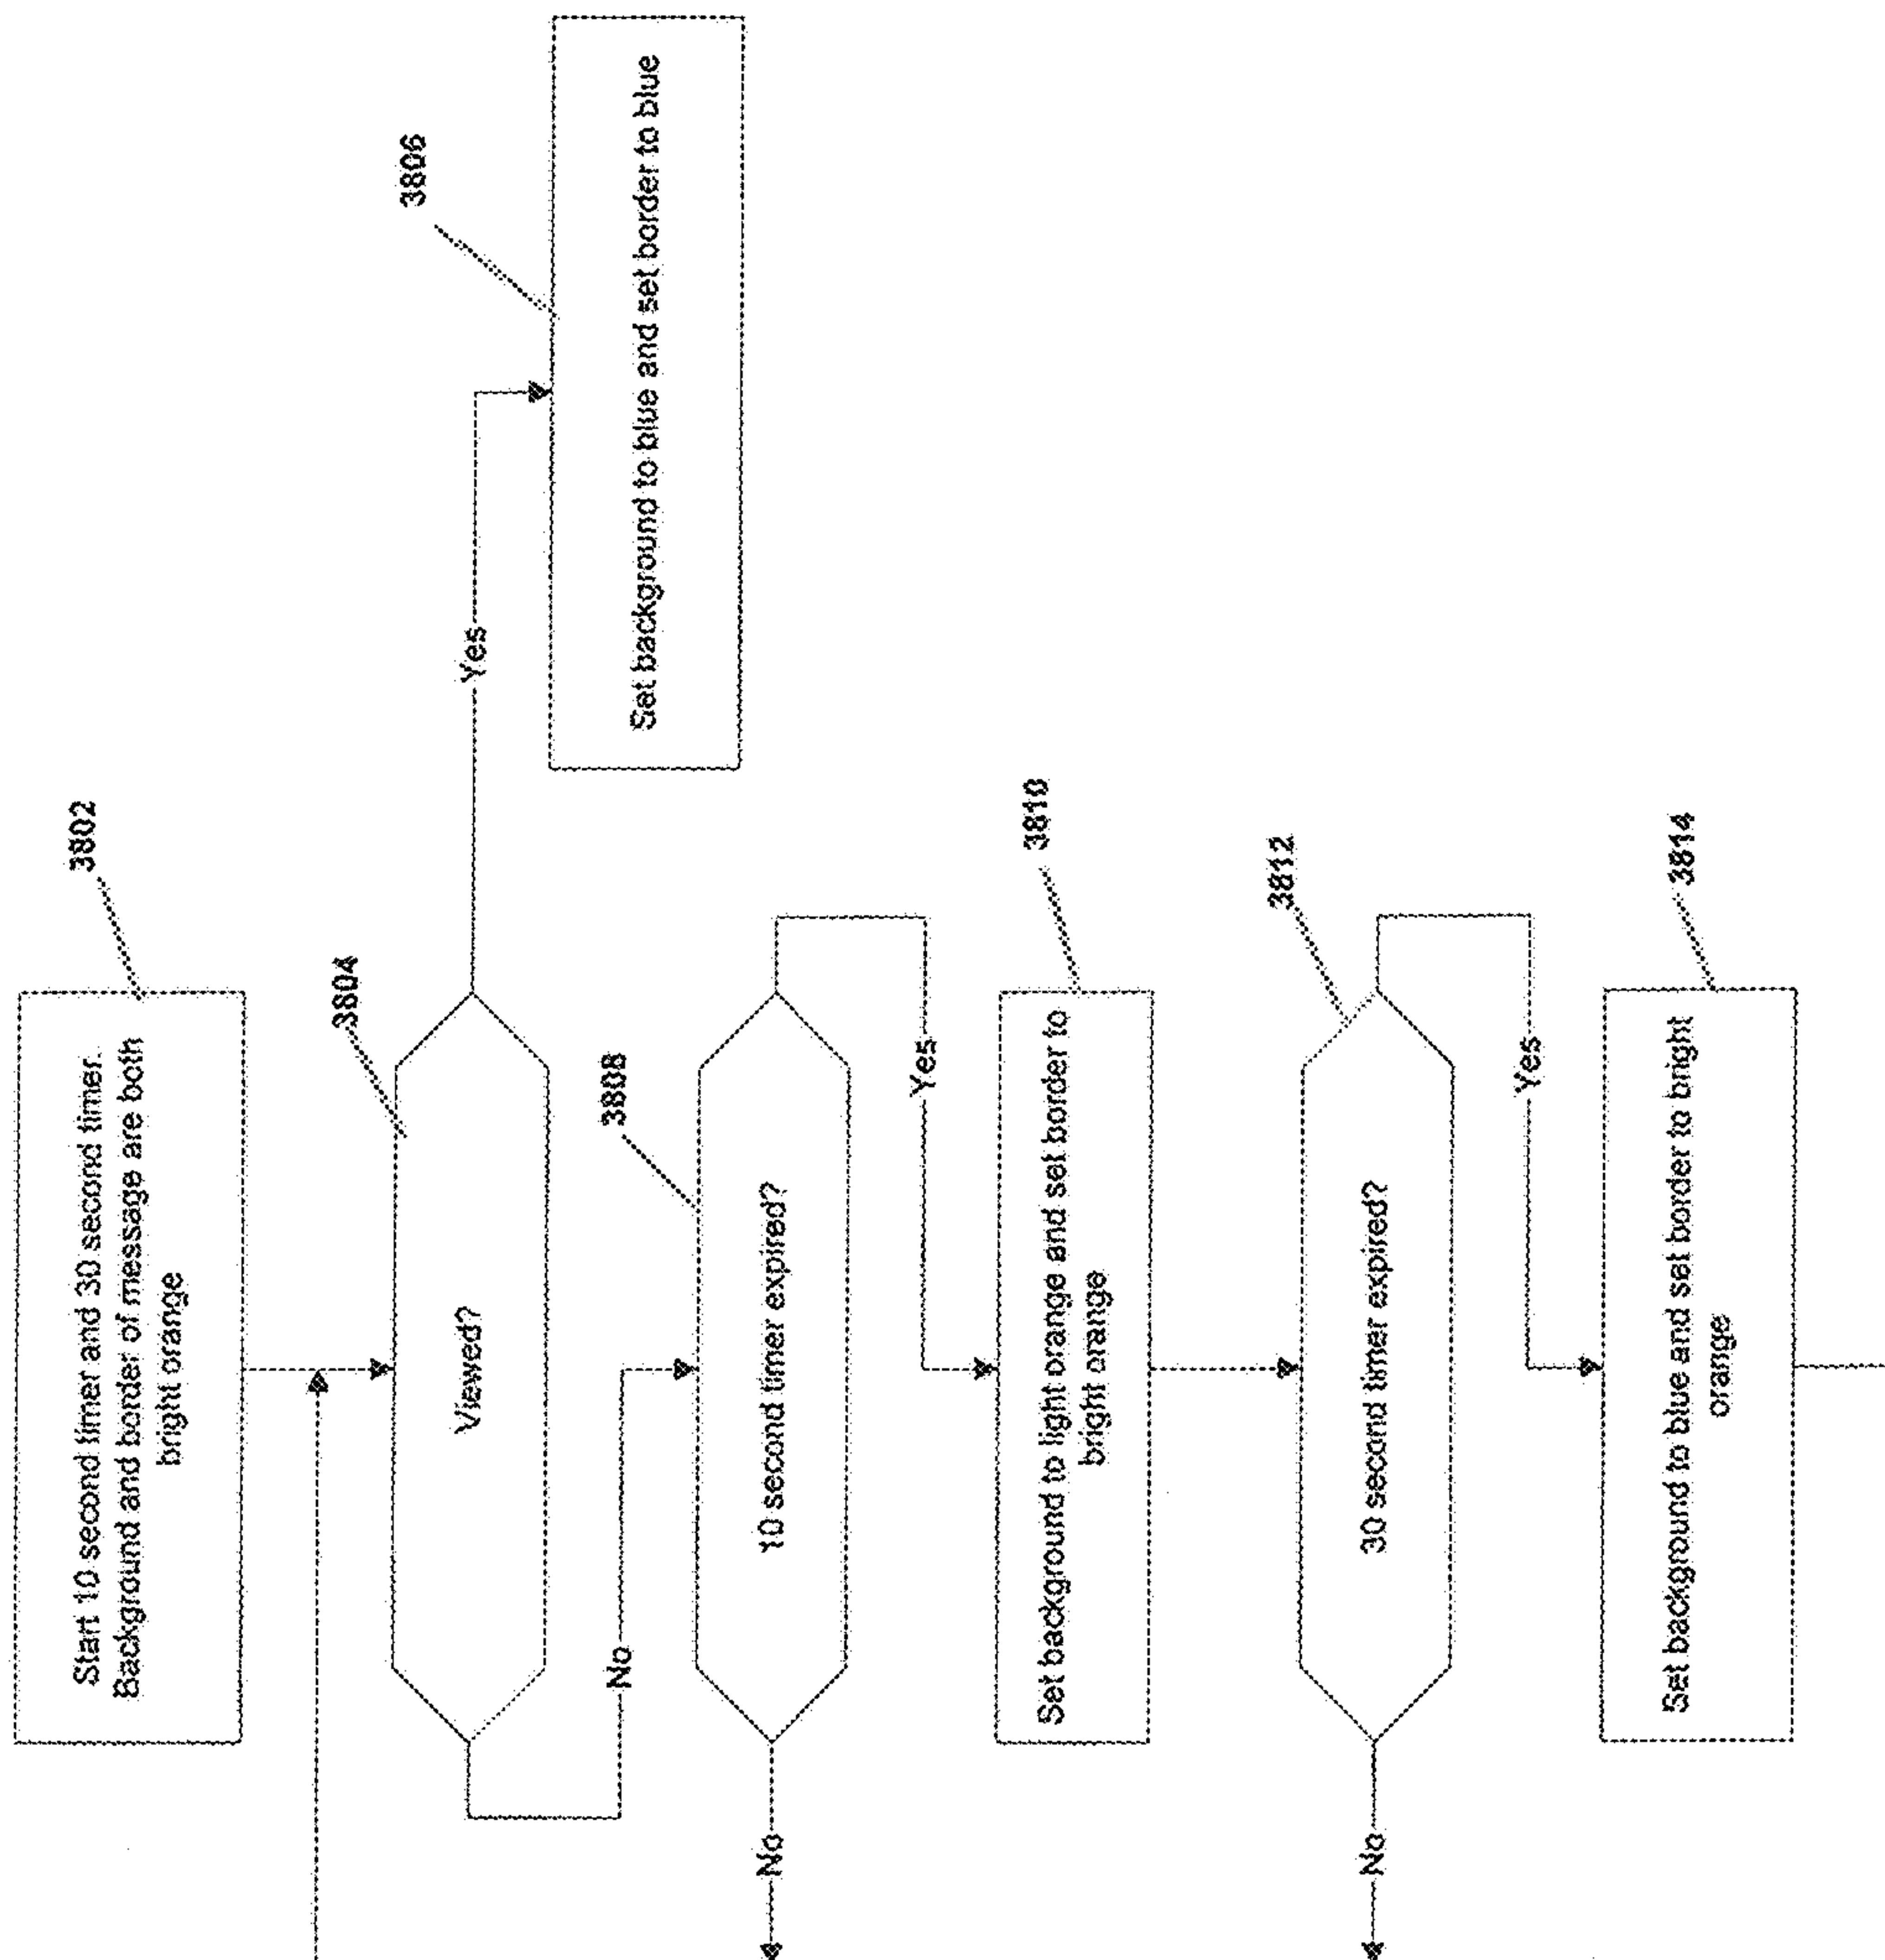 3802
Start 10 second timer and 30 second timer.
Background and border of message are both
bright orange
3804
Viewed?
Yes
3806
Set background to blue and set border to blue
No
3808
10 second timer expired?
No
Yes
3810
Set background to light orange and set border to
bright orange
3812
30 second timer expired?
No
Yes
3814
Set background to blue and set border to bright
orange